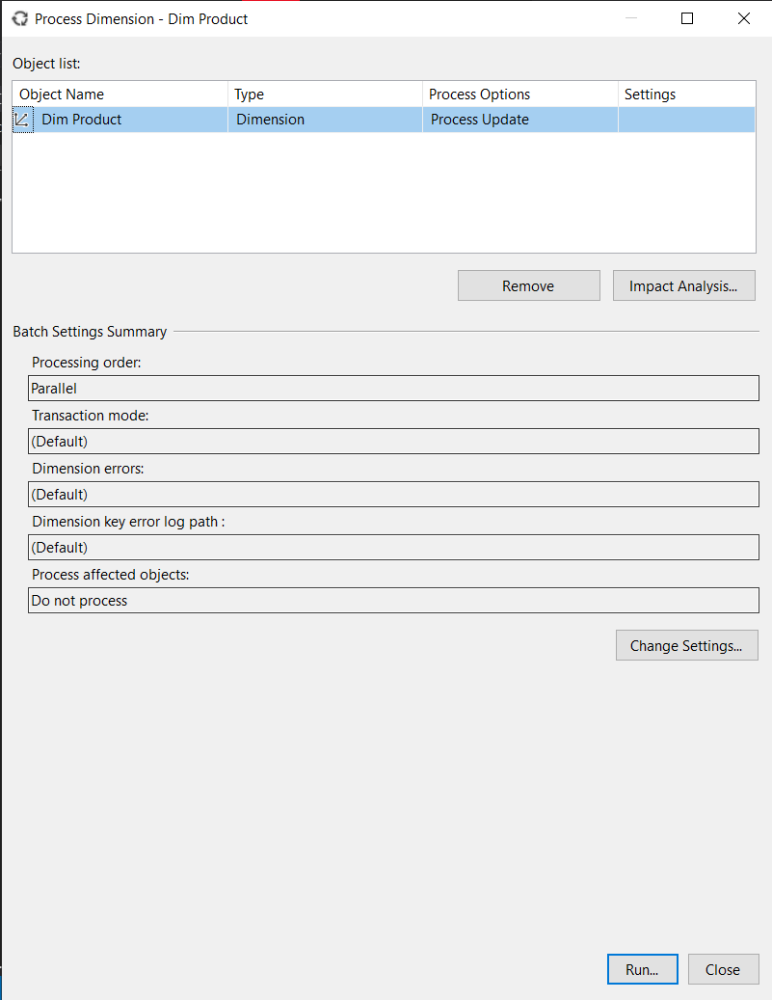 Process Dimension - Dim Product
Object list:
Object Name Type Process Options Settings
Dim Product Dimension Process Update
Remove Impact Analysis...
Batch Settings Summary
Processing order:
Parallel
Transaction mode:
(Default)
Dimension errors:
(Default)
Dimension key error log path :
(Default)
Process affected objects:
Do not process
Change Settings...
Run... Close